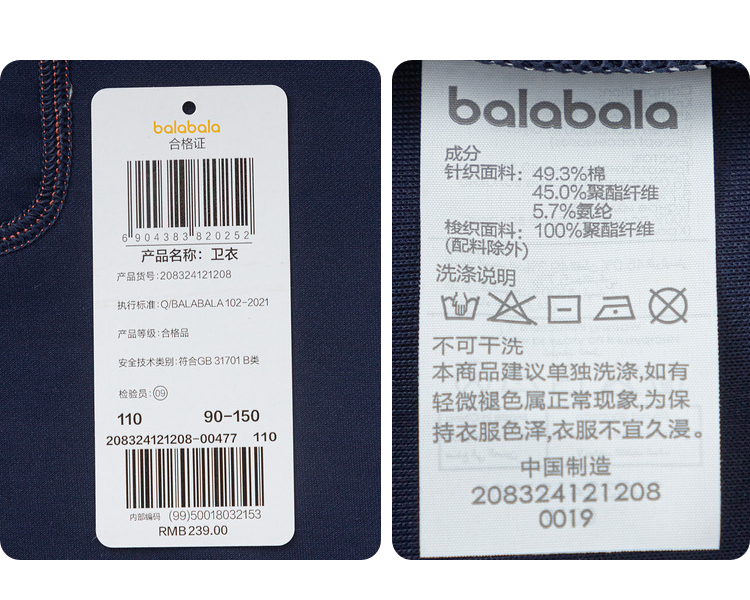 balabala
合格证
6 904383 820252
产品名称：卫衣
产品货号：208324121208
执行标准：Q/BALABALA 102-2021
产品等级：合格品
安全技术类别：符合GB 31701 B类
检验员：09
110 90-150
208324121208-00477 110
内部编码 (99)50018032153
RMB 239.00
balabala
成分
针织面料：49.3%棉
45.0%聚酯纤维
5.7%氨纶
梭织面料：100%聚酯纤维
(配料除外)
洗涤说明
不可干洗
本商品建议单独洗涤,如有
轻微褪色属正常现象,为保
持衣服色泽,衣服不宜久浸。
中国制造
208324121208
0019